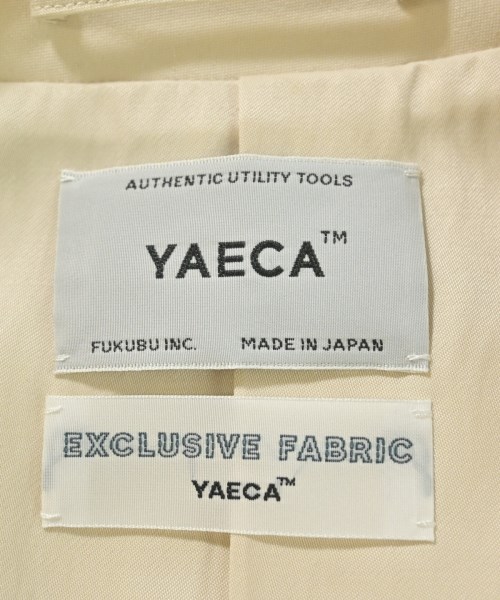 AUTHENTIC UTILITY TOOLS
YAECA™
FUKUBU INC. MADE IN JAPAN
EXCLUSIVE FABRIC
YAECA™